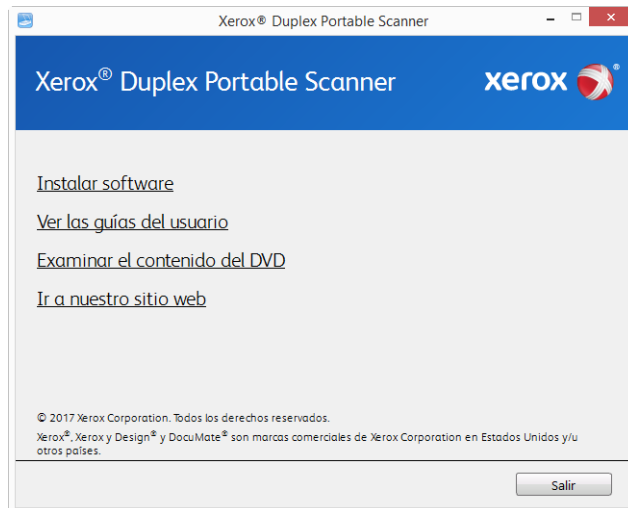 Xerox® Duplex Portable Scanner
Xerox® Duplex Portable Scanner
xerox®
Instalar software
Ver las guías del usuario
Examinar el contenido del DVD
Ir a nuestro sitio web
© 2017 Xerox Corporation. Todos los derechos reservados.
Xerox®, Xerox y Design® y DocuMate® son marcas comerciales de Xerox Corporation en Estados Unidos y/u
otros países.
Salir